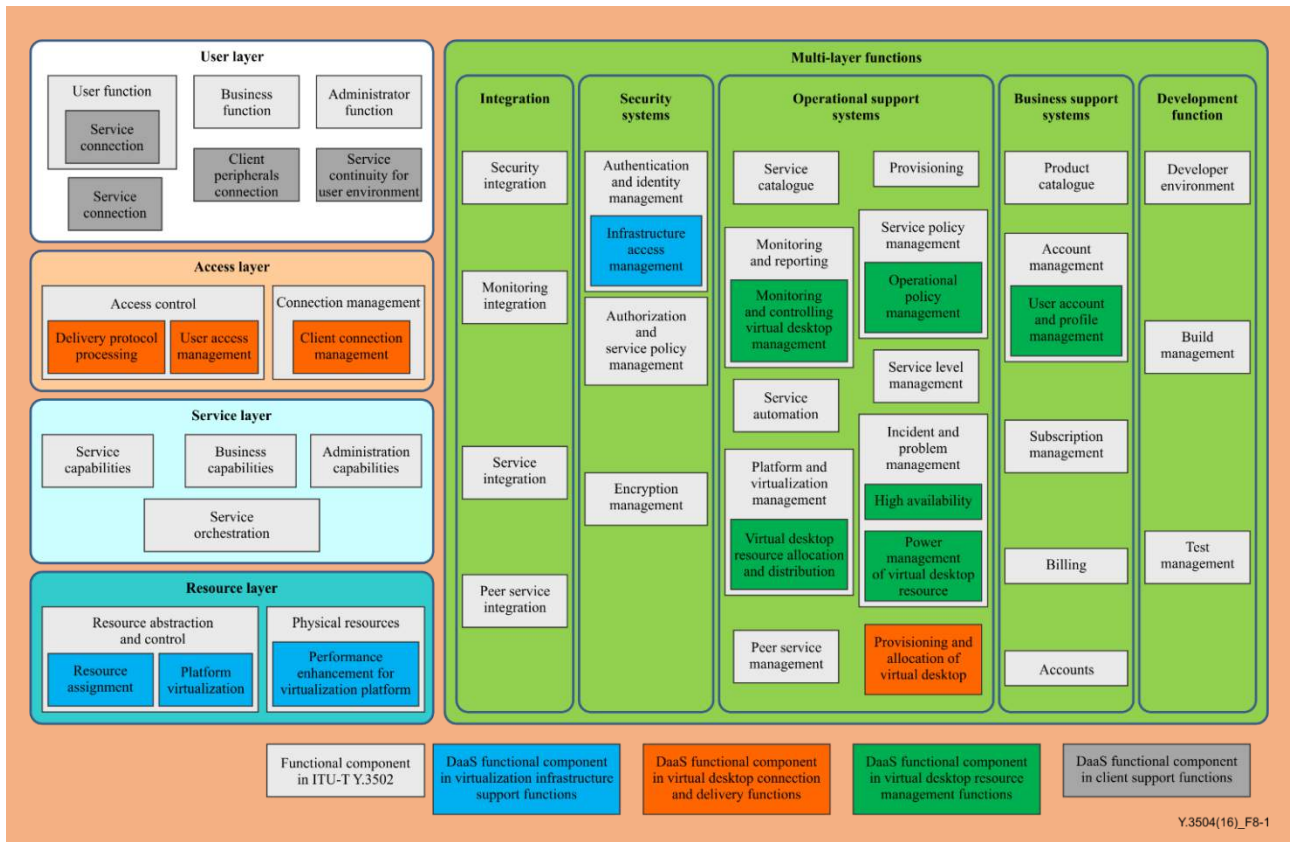 User layer
User function
Service
connection
Business
function
Administrator
function
Service
connection
Client
peripherals
connection
Service
continuity for
user environment
Access layer
Access control
Delivery protocol
processing
User access
management
Connection management
Client connection
management
Service layer
Service
capabilities
Business
capabilities
Administration
capabilities
Service
orchestration
Resource layer
Resource abstraction
and control
Resource
assignment
Platform
virtualization
Physical resources
Performance
enhancement for
virtualization platform
Multi-layer functions
Integration
Security
integration
Monitoring
integration
Service
integration
Peer service
integration
Security
systems
Authentication
and identity
management
Infrastructure
access
management
Authorization
and
service policy
management
Encryption
management
Operational support
systems
Service
catalogue
Monitoring
and reporting
Monitoring
and controlling
virtual desktop
management
Service
automation
Platform and
virtualization
management
Virtual desktop
resource allocation
and distribution
Peer service
management
Provisioning
Service policy
management
Operational
policy
management
Service level
management
Incident and
problem
management
High availability
Power
management
of virtual desktop
resource
Provisioning and
allocation of
virtual desktop
Business support
systems
Product
catalogue
Account
management
User account
and profile
management
Subscription
management
Billing
Accounts
Development
function
Developer
environment
Build
management
Test
management
Functional component
in ITU-T Y.3502
DaaS functional component
in virtualization infrastructure
support functions
DaaS functional component
in virtual desktop connection
and delivery functions
DaaS functional component
in virtual desktop resource
management functions
DaaS functional component
in client support functions
Y.3504(16)_F8-1